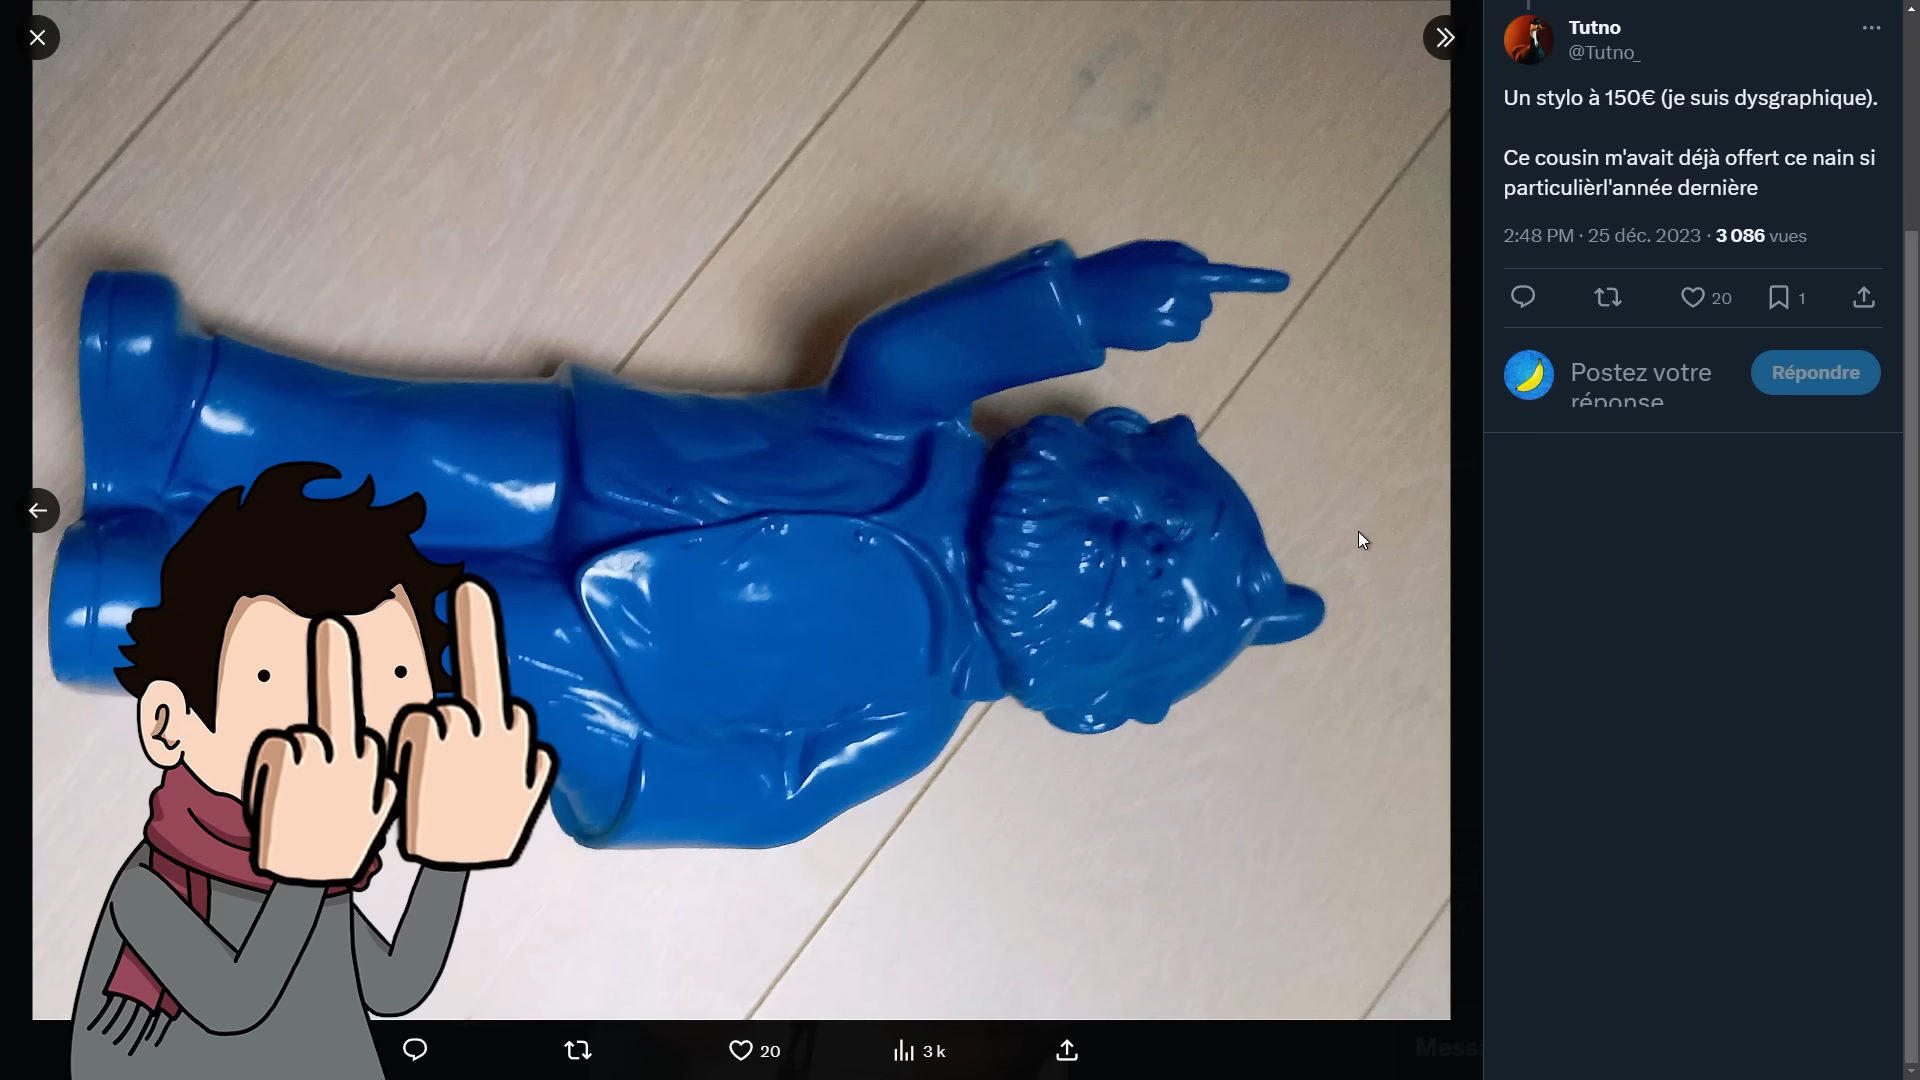 Tutno
@Tutno_
Un stylo à 150€ (je suis dysgraphique).
Ce cousin m'avait déjà offert ce nain si
particulièrl'année dernière
2:48 PM · 25 déc. 2023 · 3 086 vues
20
1
Postez votre
réponse
Répondre
20
3 k
Messa